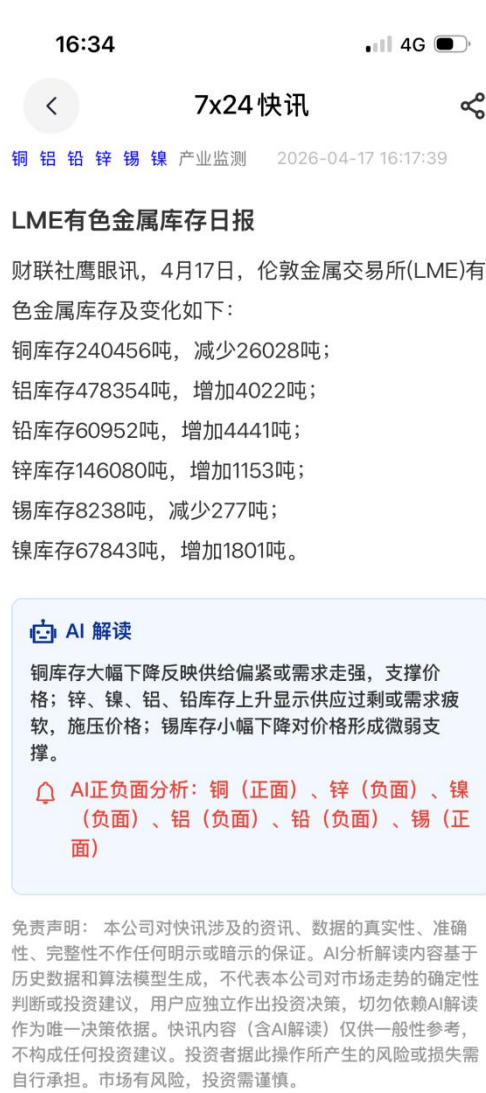 16:34
4G
7x24快讯
铜 铝 铅 锌 锡 镍 产业监测 2026-04-17 16:17:39
LME有色金属库存日报
财联社鹰眼讯，4月17日，伦敦金属交易所(LME)有
色金属库存及变化如下：
铜库存240456吨，减少26028吨；
铝库存478354吨，增加4022吨；
铅库存60952吨，增加4441吨；
锌库存146080吨，增加1153吨；
锡库存8238吨，减少277吨；
镍库存67843吨，增加1801吨。
AI 解读
铜库存大幅下降反映供给偏紧或需求走强，支撑价
格；锌、镍、铝、铅库存上升显示供应过剩或需求疲
软，施压价格；锡库存小幅下降对价格形成微弱支
撑。
AI正负面分析：铜（正面）、锌（负面）、镍
（负面）、铝（负面）、铅（负面）、锡（正
面）
免责声明： 本公司对快讯涉及的资讯、数据的真实性、准确
性、完整性不作任何明示或暗示的保证。AI分析解读内容基于
历史数据和算法模型生成，不代表本公司对市场走势的确定性
判断或投资建议，用户应独立作出投资决策，切勿依赖AI解读
作为唯一决策依据。快讯内容（含AI解读）仅供一般性参考，
不构成任何投资建议。投资者据此操作所产生的风险或损失需
自行承担。市场有风险，投资需谨慎。